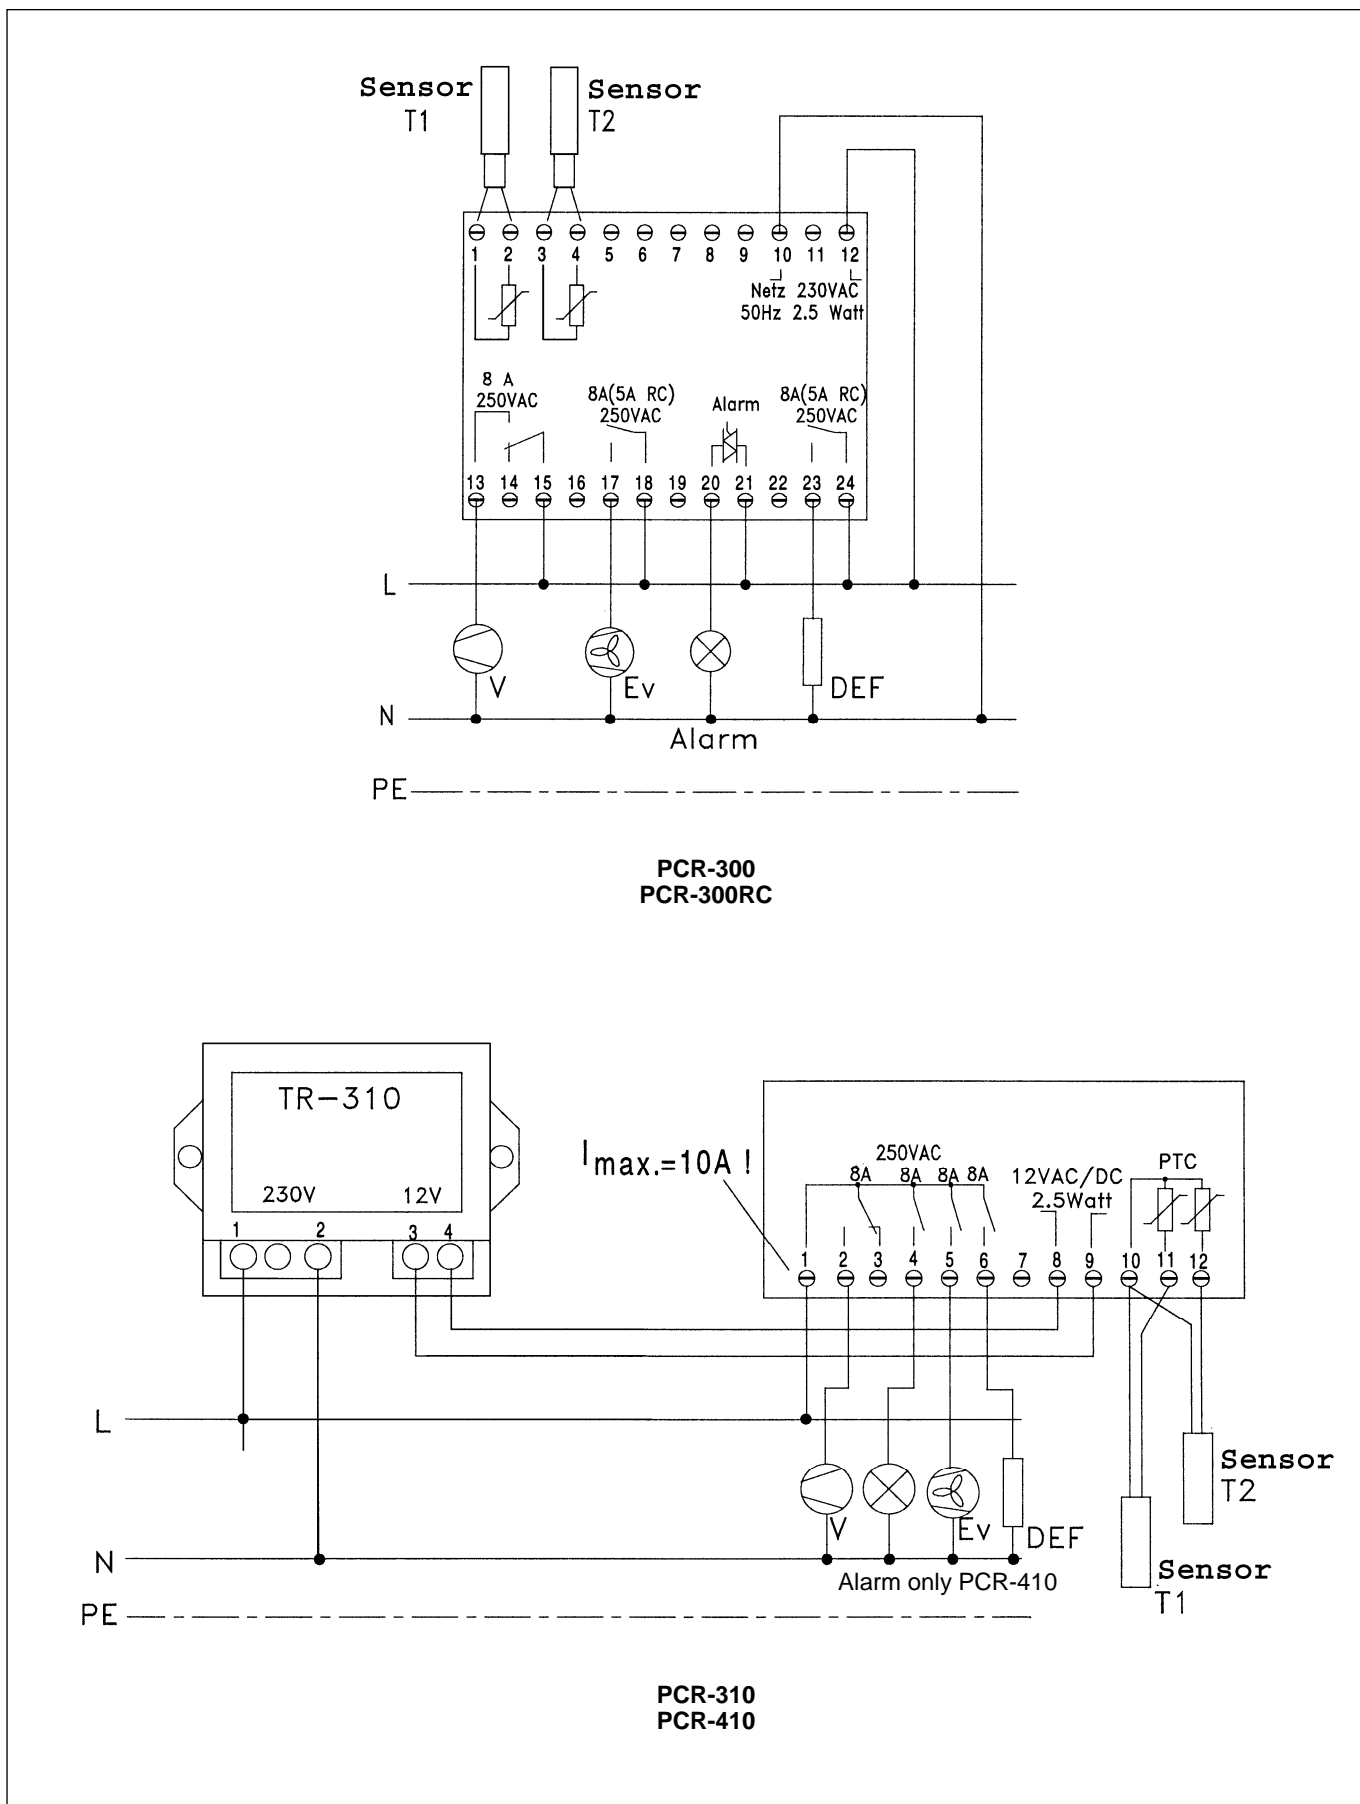 Sensor Sensor
T1 T2
1 2 3 4 5 6 7 8 9 10 11 12
Netz 230VAC
50Hz 2.5 Watt
8 A
250VAC
8A(5A RC)
250VAC
Alarm
8A(5A RC)
250VAC
13 14 15 16 17 18 19 20 21 22 23 24
L
V Ev DEF
N
Alarm
PE
PCR-300
PCR-300RC
TR-310
230V 12V
1 2 3 4
Imax.=10A !
250VAC
8A 8A 8A 8A
12VAC/DC
2.5Watt
PTC
1 2 3 4 5 6 7 8 9 10 11 12
L
Sensor
T2
V Ev DEF
N
Alarm only PCR-410
Sensor
T1
PE
PCR-310
PCR-410